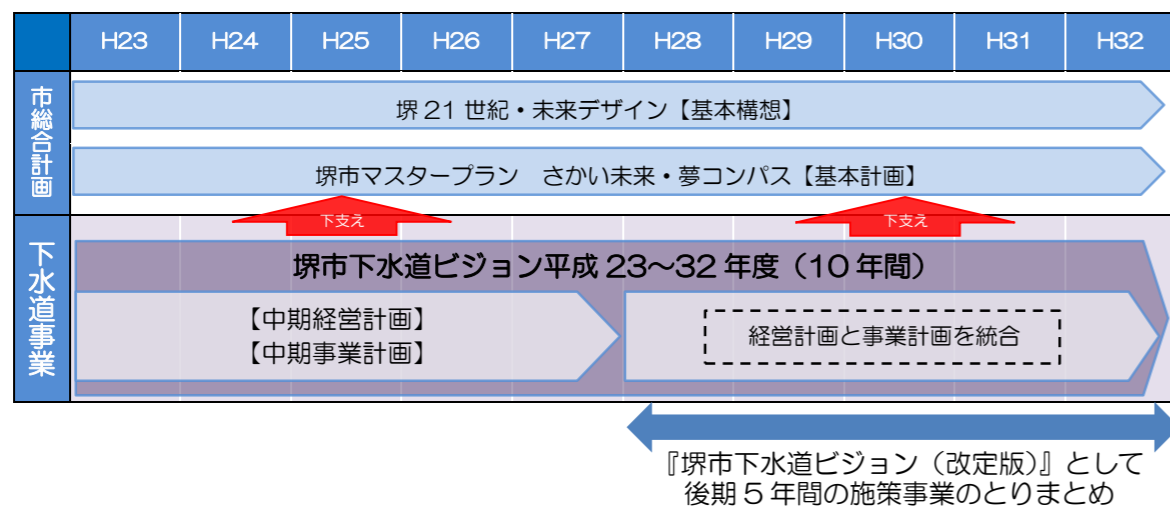 H23 H24 H25 H26 H27 H28 H29 H30 H31 H32
市総合計画
堺21世紀・未来デザイン【基本構想】
堺市マスタープラン　さかい未来・夢コンパス【基本計画】
下支え 下支え
下水道事業
堺市下水道ビジョン平成23～32年度（10年間）
【中期経営計画】
【中期事業計画】
経営計画と事業計画を統合
『堺市下水道ビジョン（改定版）』として
後期5年間の施策事業のとりまとめ